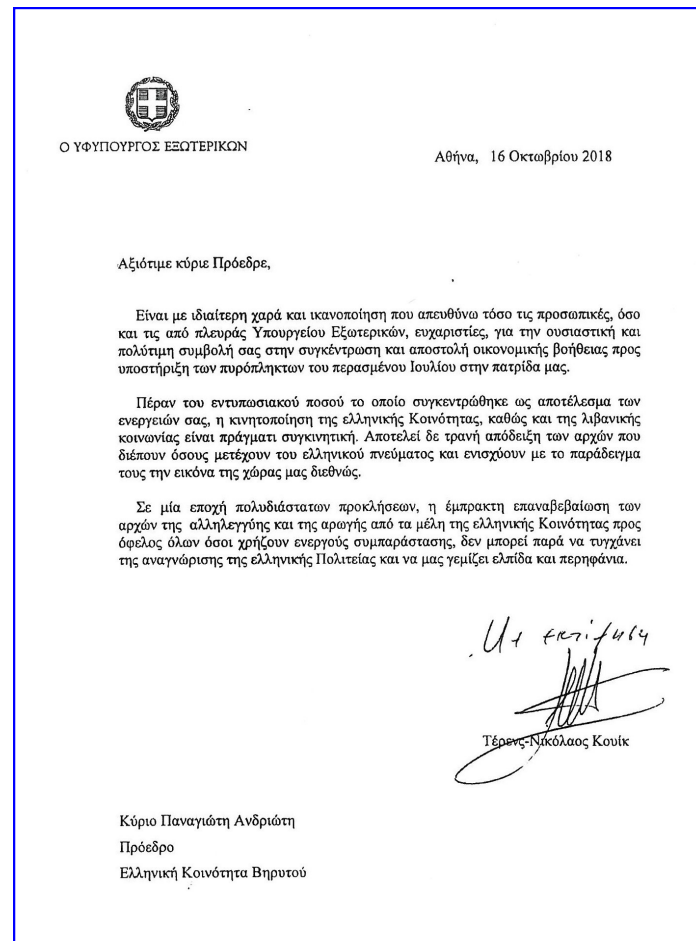 Ο ΥΦΥΠΟΥΡΓΟΣ ΕΞΩΤΕΡΙΚΩΝ
Αθήνα, 16 Οκτωβρίου 2018
Αξιότιμε κύριε Πρόεδρε,
Είναι με ιδιαίτερη χαρά και ικανοποίηση που απευθύνω τόσο τις προσωπικές, όσο
και τις από πλευράς Υπουργείου Εξωτερικών, ευχαριστίες, για την ουσιαστική και
πολύτιμη συμβολή σας στην συγκέντρωση και αποστολή οικονομικής βοήθειας προς
υποστήριξη των πυρόπληκτων του περασμένου Ιουλίου στην πατρίδα μας.
Πέραν του εντυπωσιακού ποσού το οποίο συγκεντρώθηκε ως αποτέλεσμα των
ενεργειών σας, η κινητοποίηση της ελληνικής Κοινότητας, καθώς και της λιβανικής
κοινωνίας είναι πράγματι συγκινητική. Αποτελεί δε τρανή απόδειξη των αρχών που
διέπουν όσους μετέχουν του ελληνικού πνεύματος και ενισχύουν με το παράδειγμα
τους την εικόνα της χώρας μας διεθνώς.
Σε μία εποχή πολυδιάστατων προκλήσεων, η έμπρακτη επαναβεβαίωση των
αρχών της αλληλεγγύης και της αρωγής από τα μέλη της ελληνικής Κοινότητας προς
όφελος όλων όσοι χρήζουν ενεργούς συμπαράστασης, δεν μπορεί παρά να τυγχάνει
της αναγνώρισης της ελληνικής Πολιτείας και να μας γεμίζει ελπίδα και περηφάνια.
Με εκτίμηση
Τέρενς-Νικόλαος Κουίκ
Κύριο Παναγιώτη Ανδριώτη
Πρόεδρο
Ελληνική Κοινότητα Βηρυτού